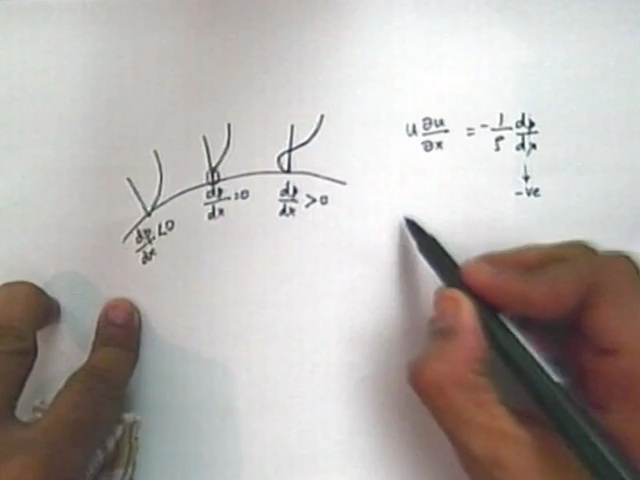 dp/dx <0
dp/dx =0
dp/dx >0
u ∂u/∂x = -1/ρ dp/dx
↓
-ve